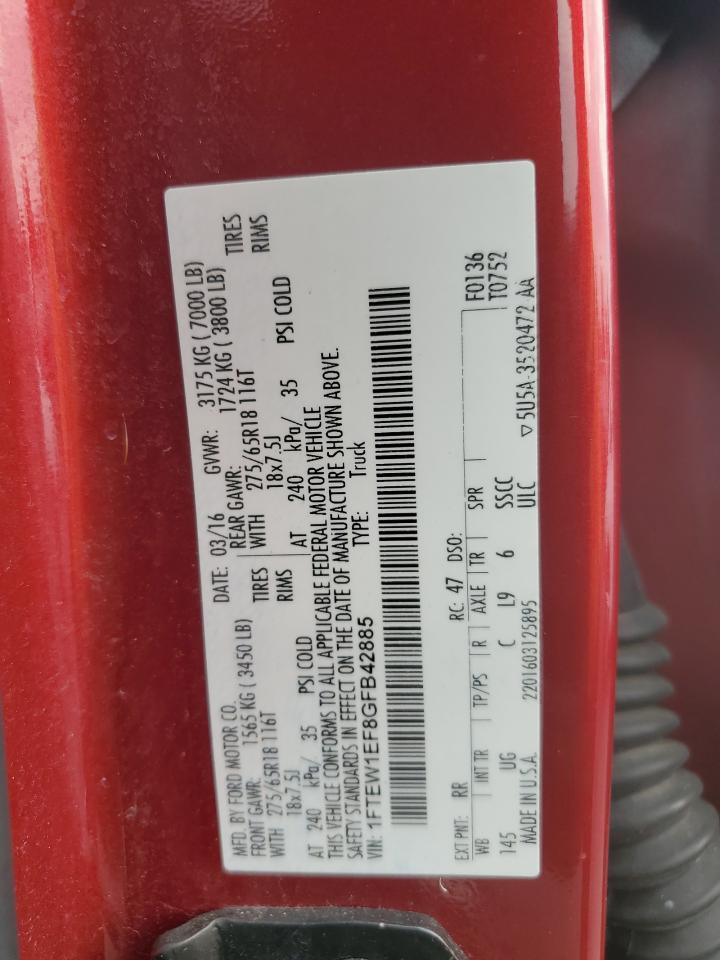 MFD. BY FORD MOTOR CO.
DATE: 03/16 GVWR: 3175 KG ( 7000 LB)
FRONT GAWR: 1565 KG ( 3450 LB) REAR GAWR: 1724 KG ( 3800 LB)
WITH 275/65R18 116T TIRES WITH 275/65R18 116T TIRES
18x7.5J RIMS 18x7.5J RIMS
AT 240 kPa/ 35 PSI COLD AT 240 kPa/ 35 PSI COLD
THIS VEHICLE CONFORMS TO ALL APPLICABLE FEDERAL MOTOR VEHICLE
SAFETY STANDARDS IN EFFECT ON THE DATE OF MANUFACTURE SHOWN ABOVE.
VIN: 1FTEW1EF8GFB42885 TYPE: Truck
EXT PNT: RR RC: 47 DSO: F0136
WB INT TR TP/PS R AXLE TR SPR T0752
145 UG C L9 6 SSCC
MADE IN U.S.A. 2201603125895 ULC ▽5U5A-3520472 AA